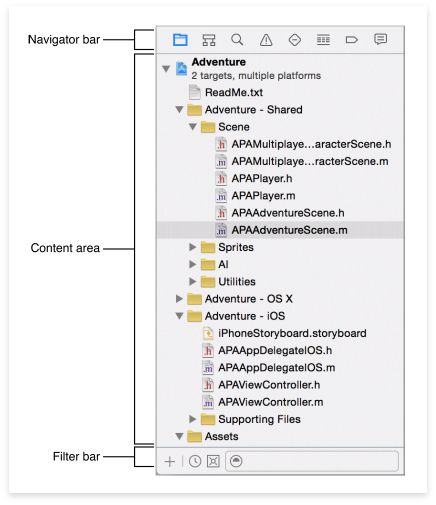 Navigator bar
Adventure
2 targets, multiple platforms
ReadMe.txt
Adventure - Shared
Scene
APAMultiplaye...aracterScene.h
APAMultiplaye...racterScene.m
APAPlayer.h
APAPlayer.m
APAAdventureScene.h
APAAdventureScene.m
Content area
Sprites
AI
Utilities
Adventure - OS X
Adventure - iOS
iPhoneStoryboard.storyboard
APAAppDelegateIOS.h
APAAppDelegateIOS.m
APAViewController.h
APAViewController.m
Supporting Files
Assets
Filter bar